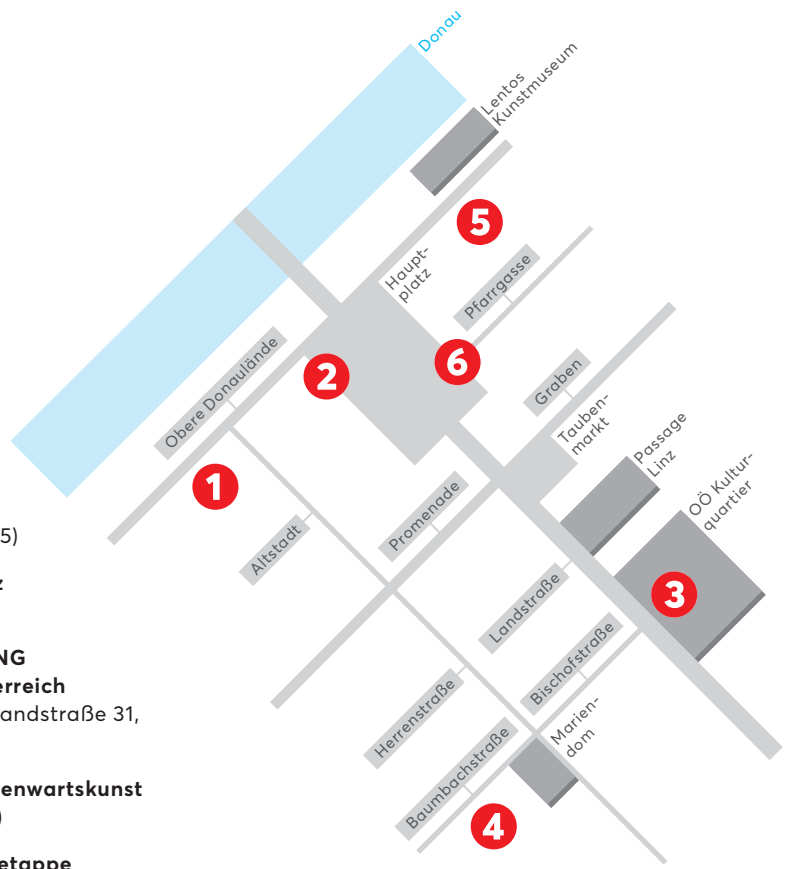 Donau
Lentos
Kunstmuseum
5
Haupt-
platz
Pfarrgasse
Obere Donaulände
2
6
Graben
Tauben-
markt
Passage
Linz
OÖ Kultur-
quartier
1
Promenade
Altstadt
Landstraße
3
Bischofstraße
Herrenstraße
Marien-
dom
Baumbachstraße
4
5)
z
NG
erreich
andstraße 31,
enwartskunst
)
etappe